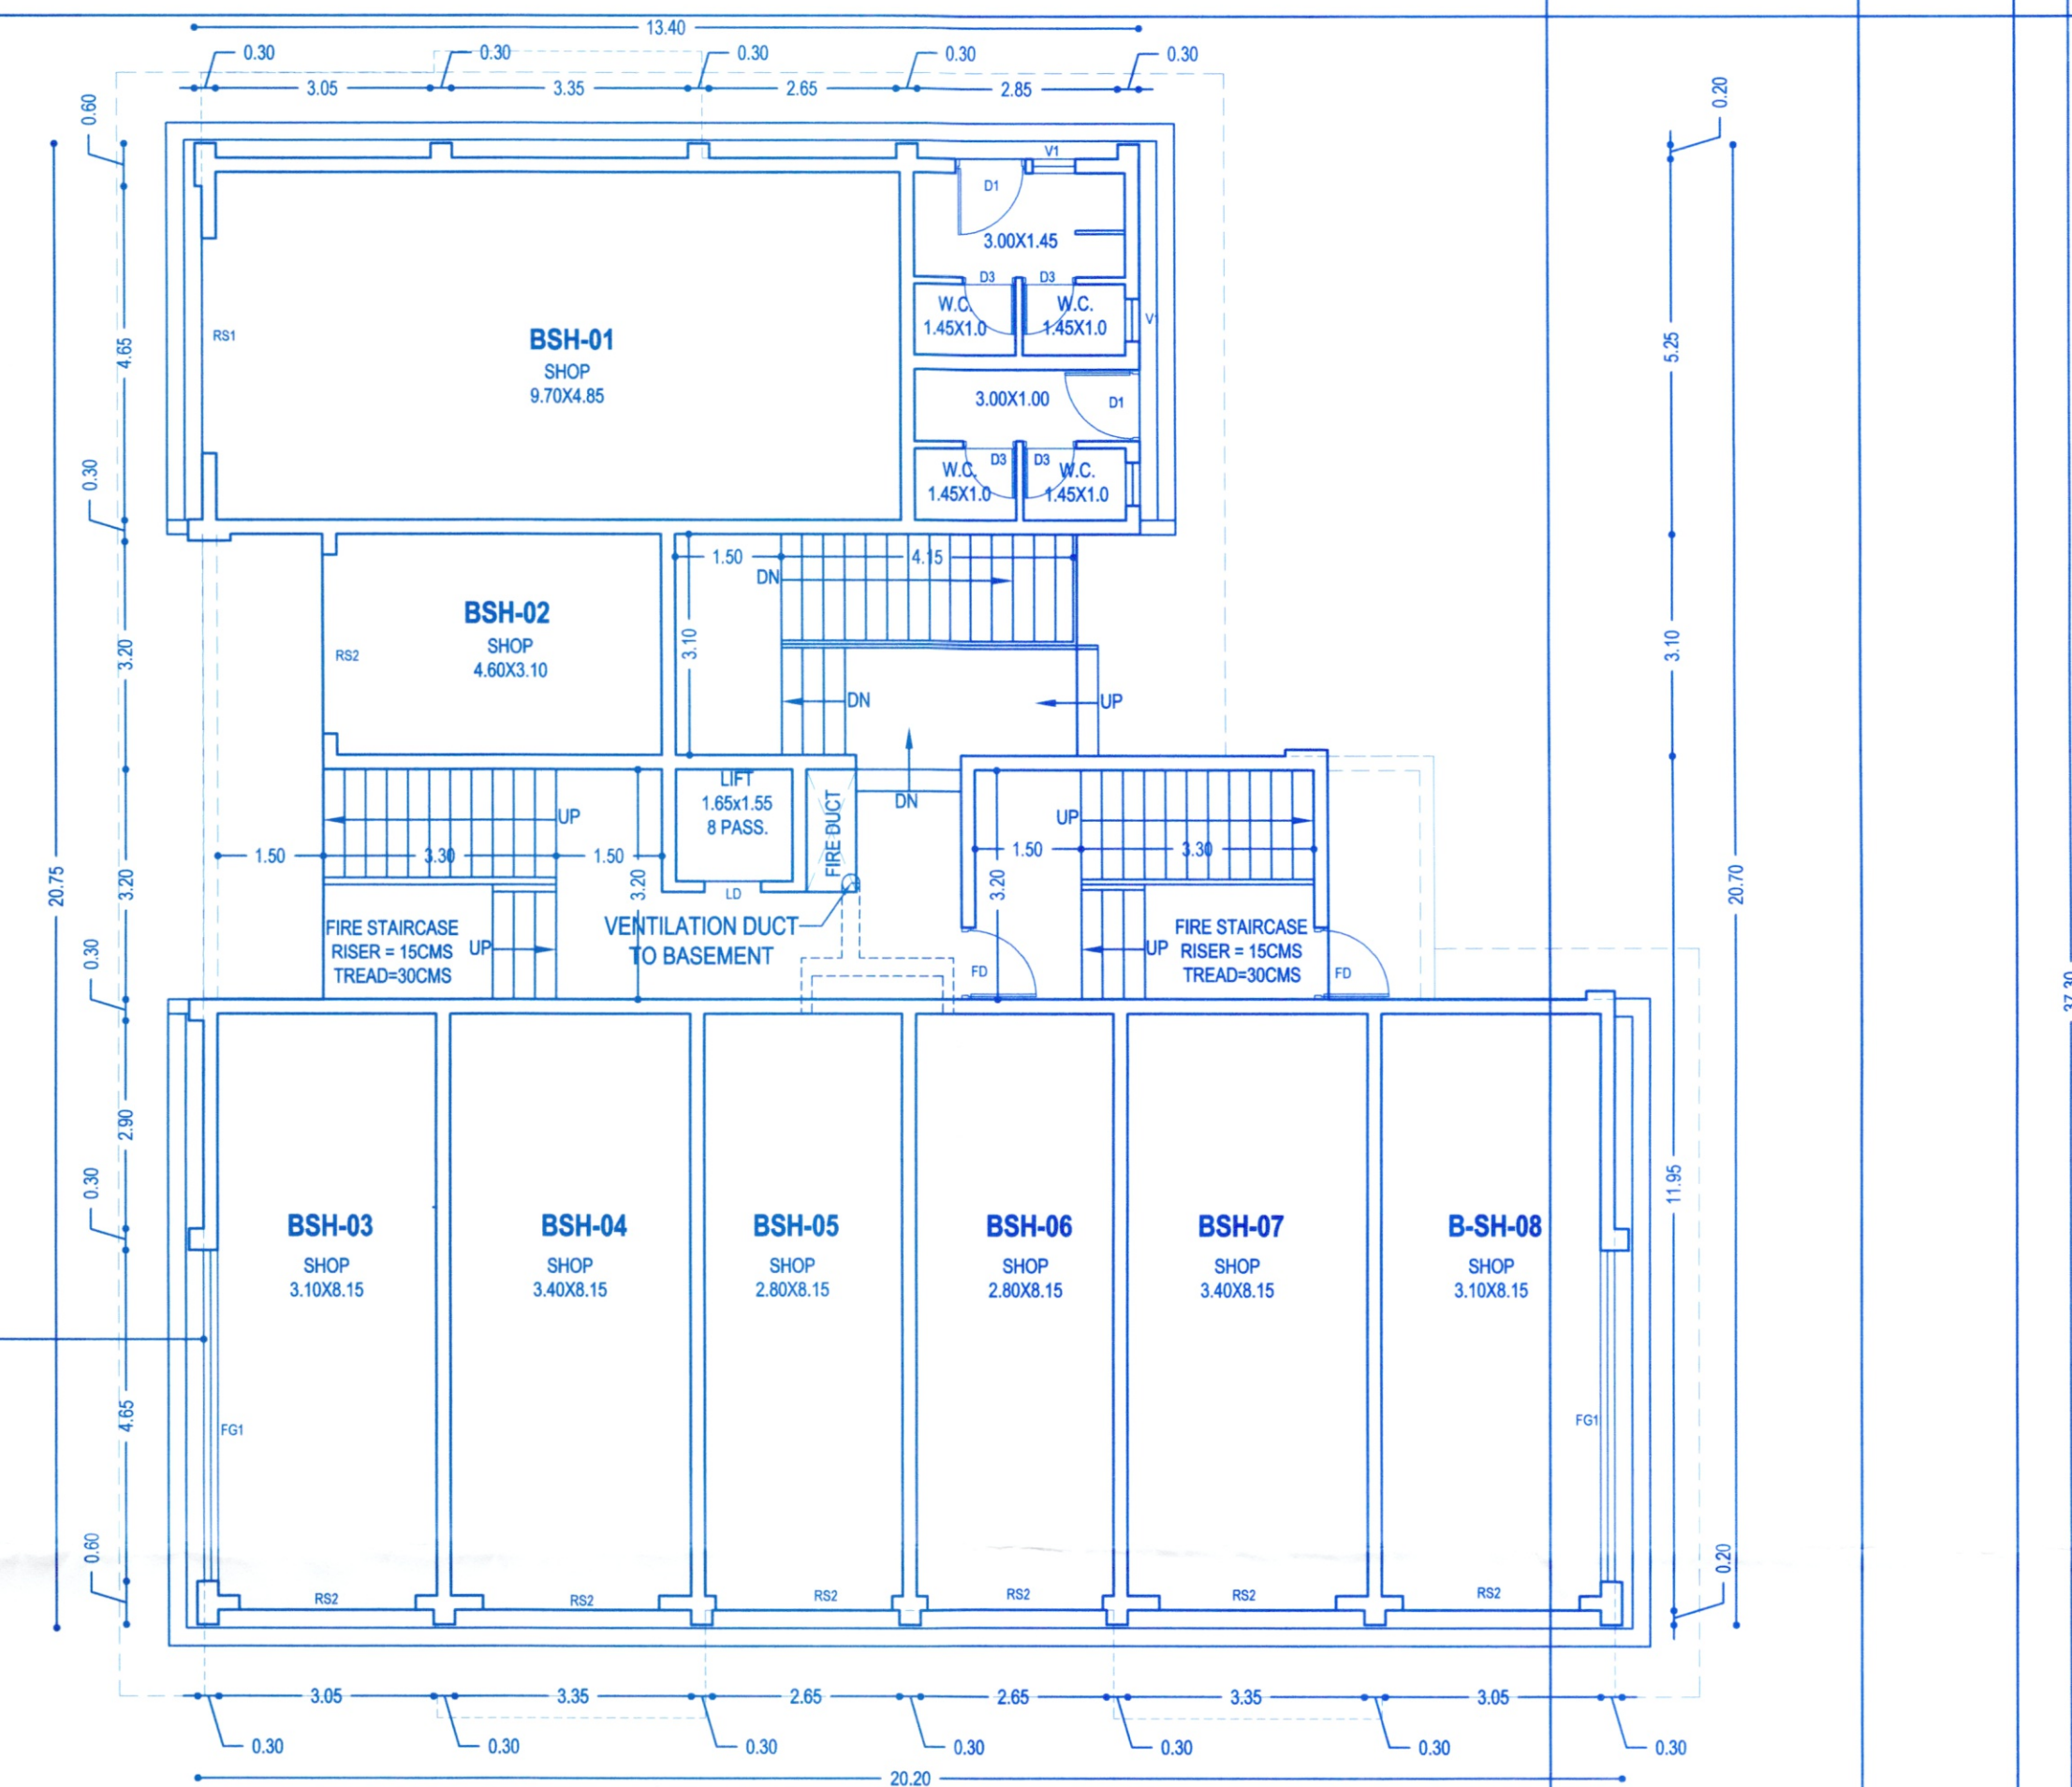 13.40
0.30 0.30 0.30 0.30 0.30
3.05 3.35 2.65 2.85
0.60
0.20
V1
D1
3.00X1.45
D3 D3
W.C. W.C.
1.45X1.0 1.45X1.0
V1
RS1
BSH-01
SHOP
9.70X4.85
4.65
5.25
3.00X1.00
D1
D3 D3
W.C. W.C.
1.45X1.0 1.45X1.0
0.30
1.50 4.15
DN
BSH-02
SHOP
4.60X3.10
RS2
3.20
3.10
3.10
DN
UP
LIFT
1.65x1.55
8 PASS.
FIRE DUCT
DN
UP
UP
1.50 3.30 1.50
1.50 3.30
20.75
3.20
3.20
LD
3.20
20.70
FIRE STAIRCASE
RISER = 15CMS
TREAD=30CMS
UP
VENTILATION DUCT
TO BASEMENT
FD
UP
FIRE STAIRCASE
RISER = 15CMS
TREAD=30CMS
FD
0.30
37.30
2.90
0.30
11.95
BSH-03
SHOP
3.10X8.15
BSH-04
SHOP
3.40X8.15
BSH-05
SHOP
2.80X8.15
BSH-06
SHOP
2.80X8.15
BSH-07
SHOP
3.40X8.15
B-SH-08
SHOP
3.10X8.15
4.65
FG1
FG1
0.60
0.20
RS2 RS2 RS2 RS2 RS2 RS2
3.05 3.35 2.65 2.65 3.35 3.05
0.30 0.30 0.30 0.30 0.30 0.30 0.30
20.20